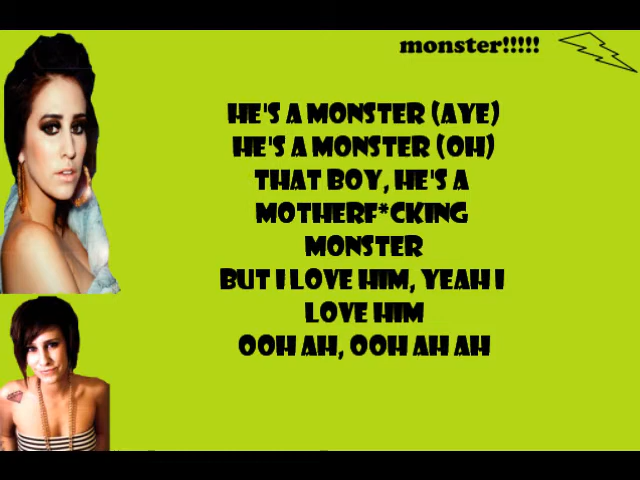 monster!!!!!
HE'S A MONSTER (AYE)
HE'S A MONSTER (OH)
THAT BOY, HE'S A
MOTHERF*CKING
MONSTER
BUT I LOVE HIM, YEAH I
LOVE HIM
OOH AH, OOH AH AH